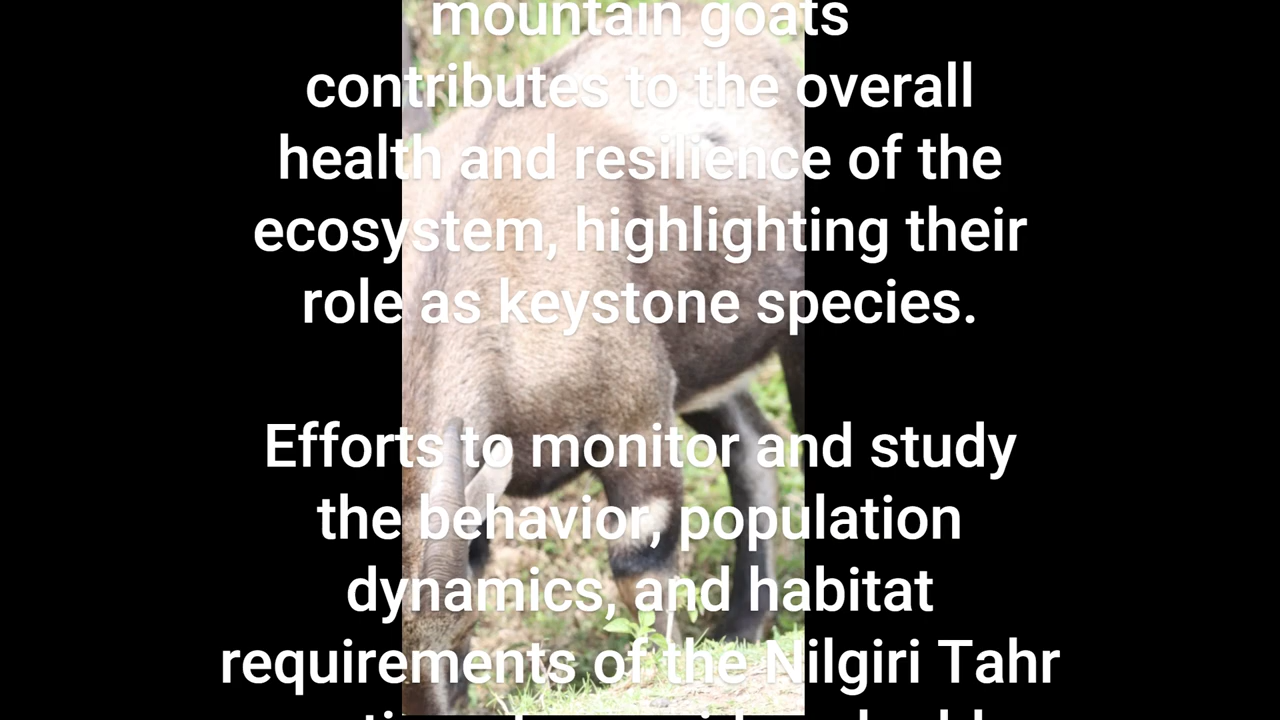 mountain goats
contributes to the overall
health and resilience of the
ecosystem, highlighting their
role as keystone species.
Efforts to monitor and study
the behavior, population
dynamics, and habitat
requirements of the Nilgiri Tahr